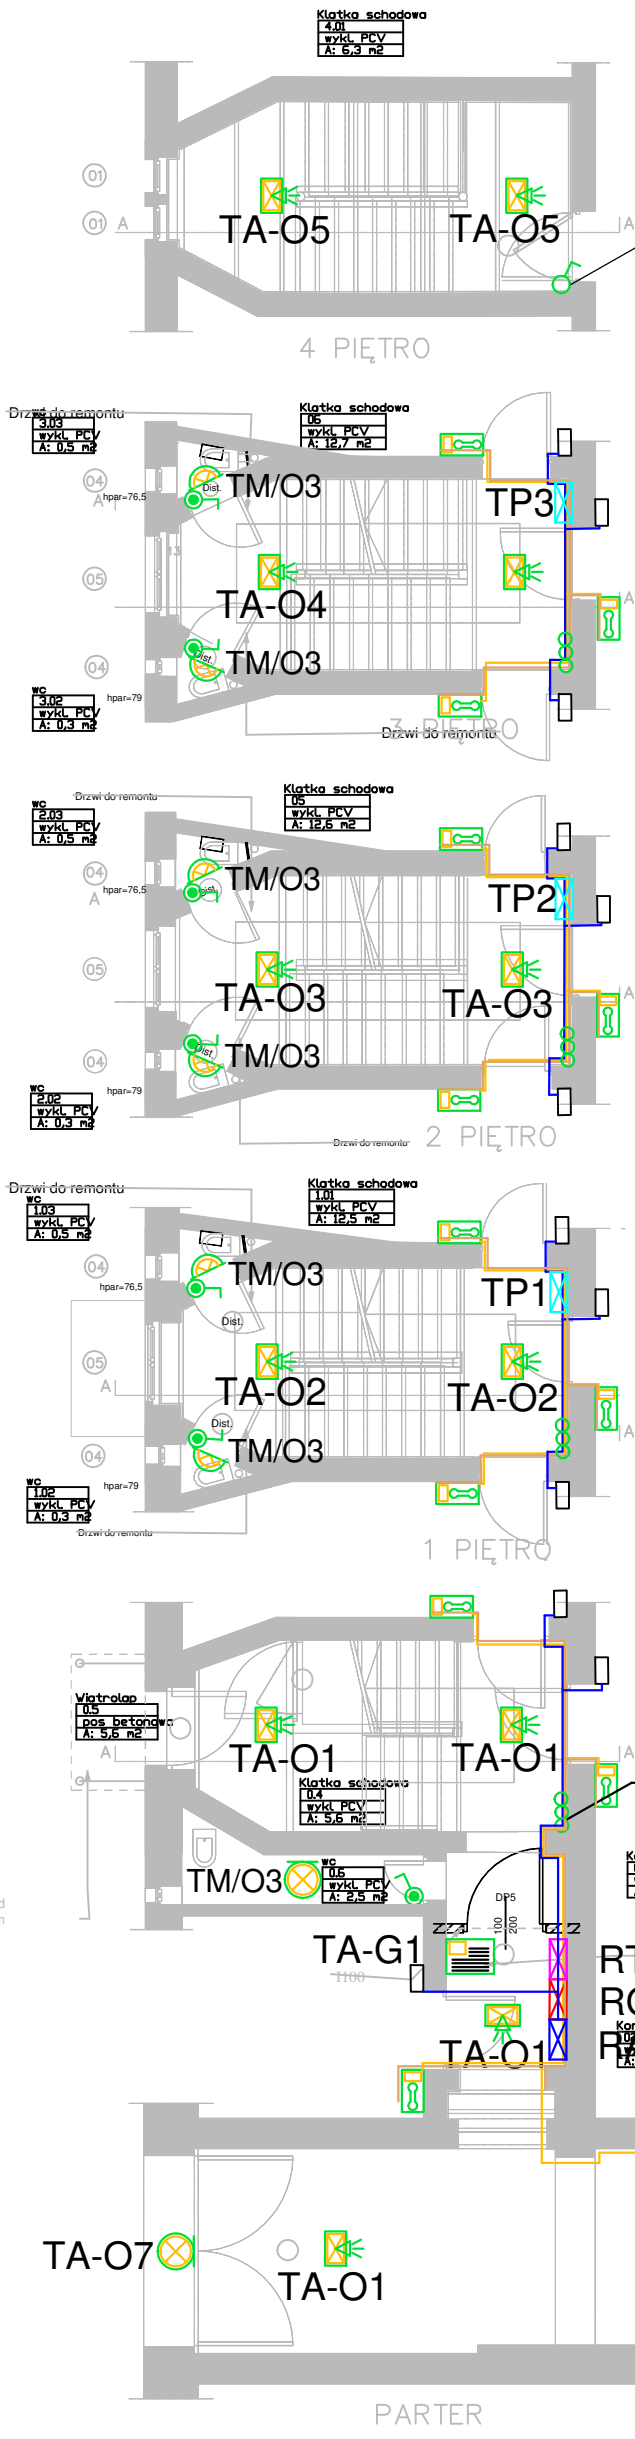 Klatka schodowa
4.01
wykl. PCV
A: 6,3 m2
01
01 A
TA-O5
TA-O5
A
4 PIĘTRO
Drzwi do remontu
3.03
wykl. PCV
A: 0,5 m2
Klatka schodowa
06
wykl. PCV
A: 12,7 m2
04
A
hpar=76,5
Dist.
TM/O3
TP3
13
05
TA-O4
A
04
Dist.
TM/O3
wc
3.02
wykl. PCV
A: 0,3 m2
hpar=79
3 PIĘTRO
Drzwi do remontu
Drzwi do remontu
wc
2.03
wykl. PCV
A: 0,5 m2
Klatka schodowa
05
wykl. PCV
A: 12,6 m2
04
A
hpar=76,5
Dist.
TM/O3
TP2
05
TA-O3
TA-O3
A
04
Dist.
TM/O3
wc
2.02
wykl. PCV
A: 0,3 m2
hpar=79
Drzwi do remontu
2 PIĘTRO
Drzwi do remontu
wc
1.03
wykl. PCV
A: 0,5 m2
Klatka schodowa
1.01
wykl. PCV
A: 12,5 m2
04
hpar=76,5
TM/O3
TP1
Dist.
05
A
TA-O2
TA-O2
Dist.
A
04
TM/O3
wc
1.02
wykl. PCV
A: 0,3 m2
hpar=79
Drzwi do remontu
1 PIĘTRO
Wiatrolap
0.5
pos betonowa
A: 5,6 m2
A
TA-O1
TA-O1
A
Klatka schodowa
0.4
wykl PCV
A: 5,6 m2
TM/O3
wc
0.6
wykl. PCV
A: 2,5 m2
DP5
100
200
TA-G1
1100
TA-O1
TA-O7
TA-O1
PARTER